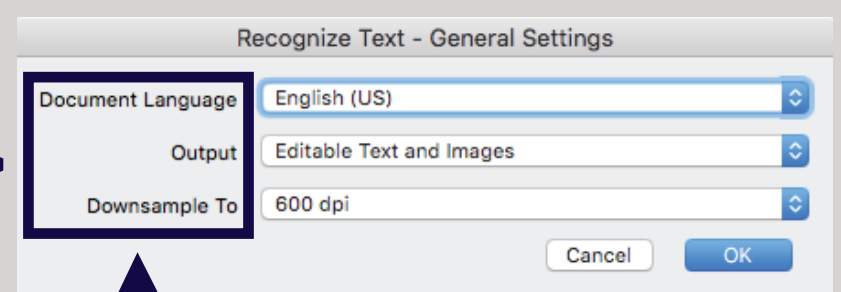 Recognize Text - General Settings
Document Language English (US)
Output Editable Text and Images
Downsample To 600 dpi
Cancel OK